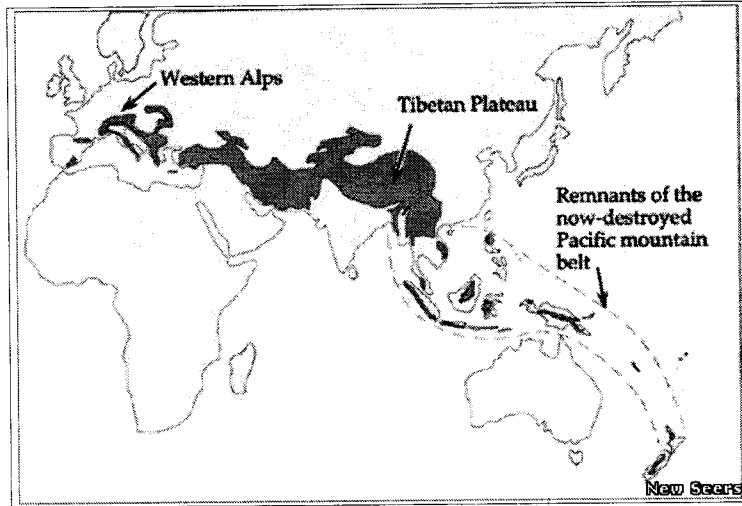 Western Alps
Tibetan Plateau
Remnants of the
now-destroyed
Pacific mountain
belt
New Seers